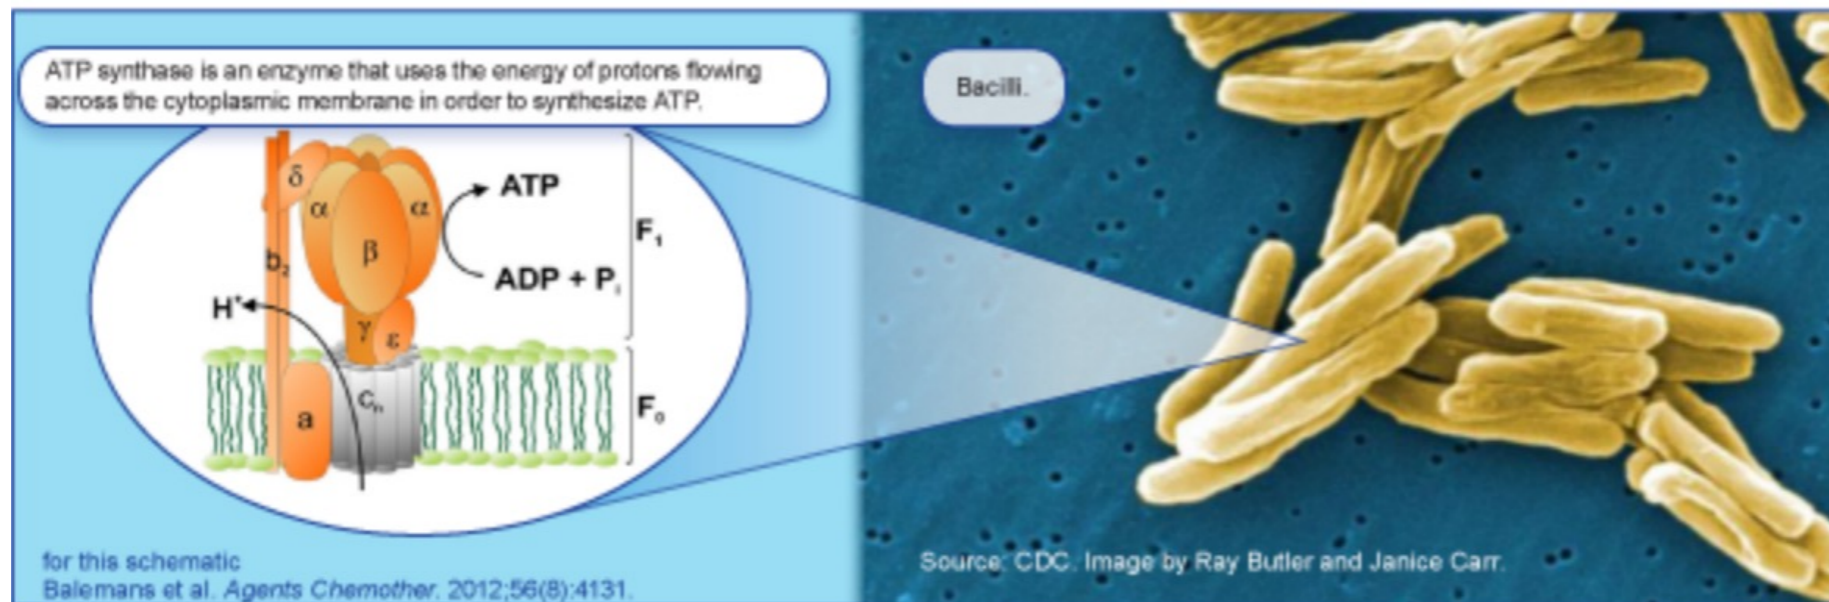 ATP synthase is an enzyme that uses the energy of protons flowing
across the cytoplasmic membrane in order to synthesize ATP.
Bacilli.
δ
α
α
ATP
F₁
b₂
β
ADP + Pᵢ
H⁺
γ
ε
a
Cₙ
F₀
for this schematic
Balemans et al. Agents Chemother. 2012;56(8):4131.
Source: CDC. Image by Ray Butler and Janice Carr.